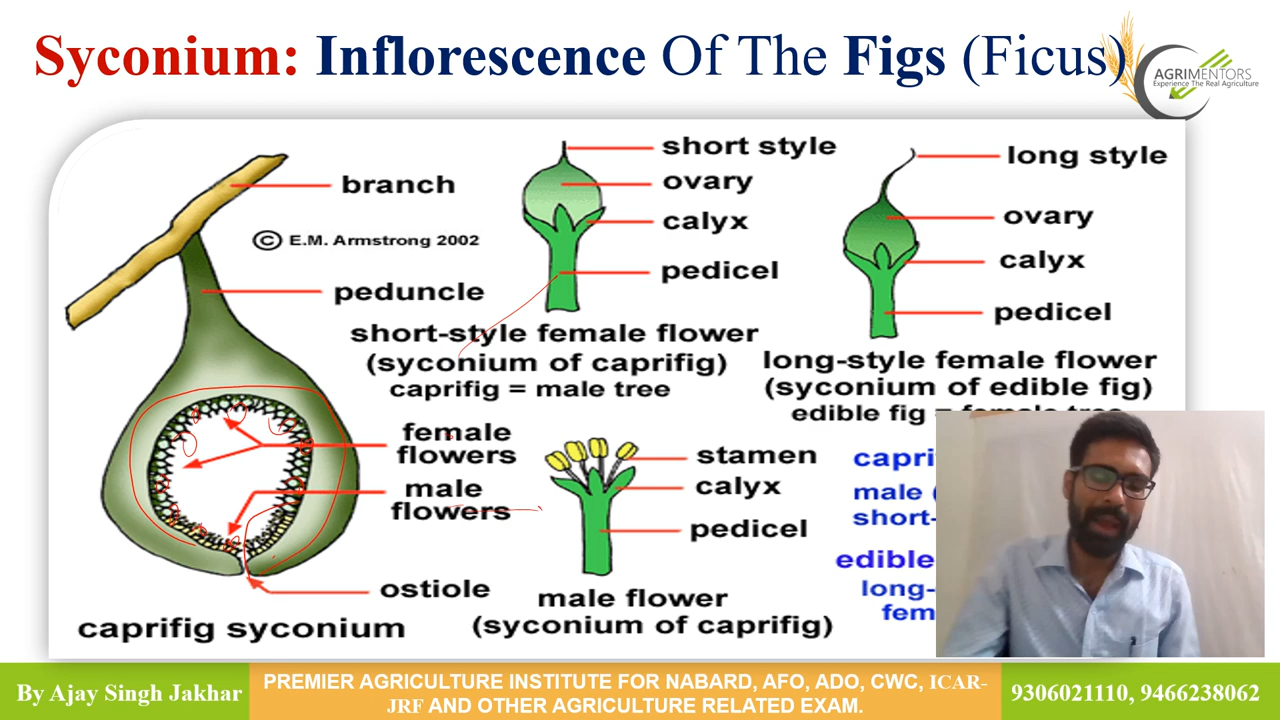 Syconium: Inflorescence Of The Figs (Ficus)
AGRIMENTORS
Experience The Real Agriculture
branch
© E.M. Armstrong 2002
peduncle
short style
ovary
calyx
pedicel
short-style female flower
(syconium of caprifig)
caprifig = male tree
long style
ovary
calyx
pedicel
long-style female flower
(syconium of edible fig)
edible fig = female tree
female
flowers
male
flowers
ostiole
caprifig syconium
stamen
calyx
pedicel
male flower
(syconium of caprifig)
capri
male (
short-
edible
long-
fem
By Ajay Singh Jakhar
PREMIER AGRICULTURE INSTITUTE FOR NABARD, AFO, ADO, CWC, ICAR-
JRF AND OTHER AGRICULTURE RELATED EXAM.
9306021110, 9466238062